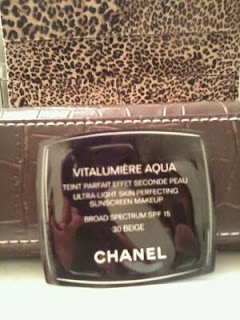 VITALUMIÈRE AQUA
TEINT PARFAIT EFFET SECONDE PEAU
ULTRA-LIGHT SKIN PERFECTING
SUNSCREEN MAKEUP
BROAD SPECTRUM SPF 15
30 BEIGE
CHANEL